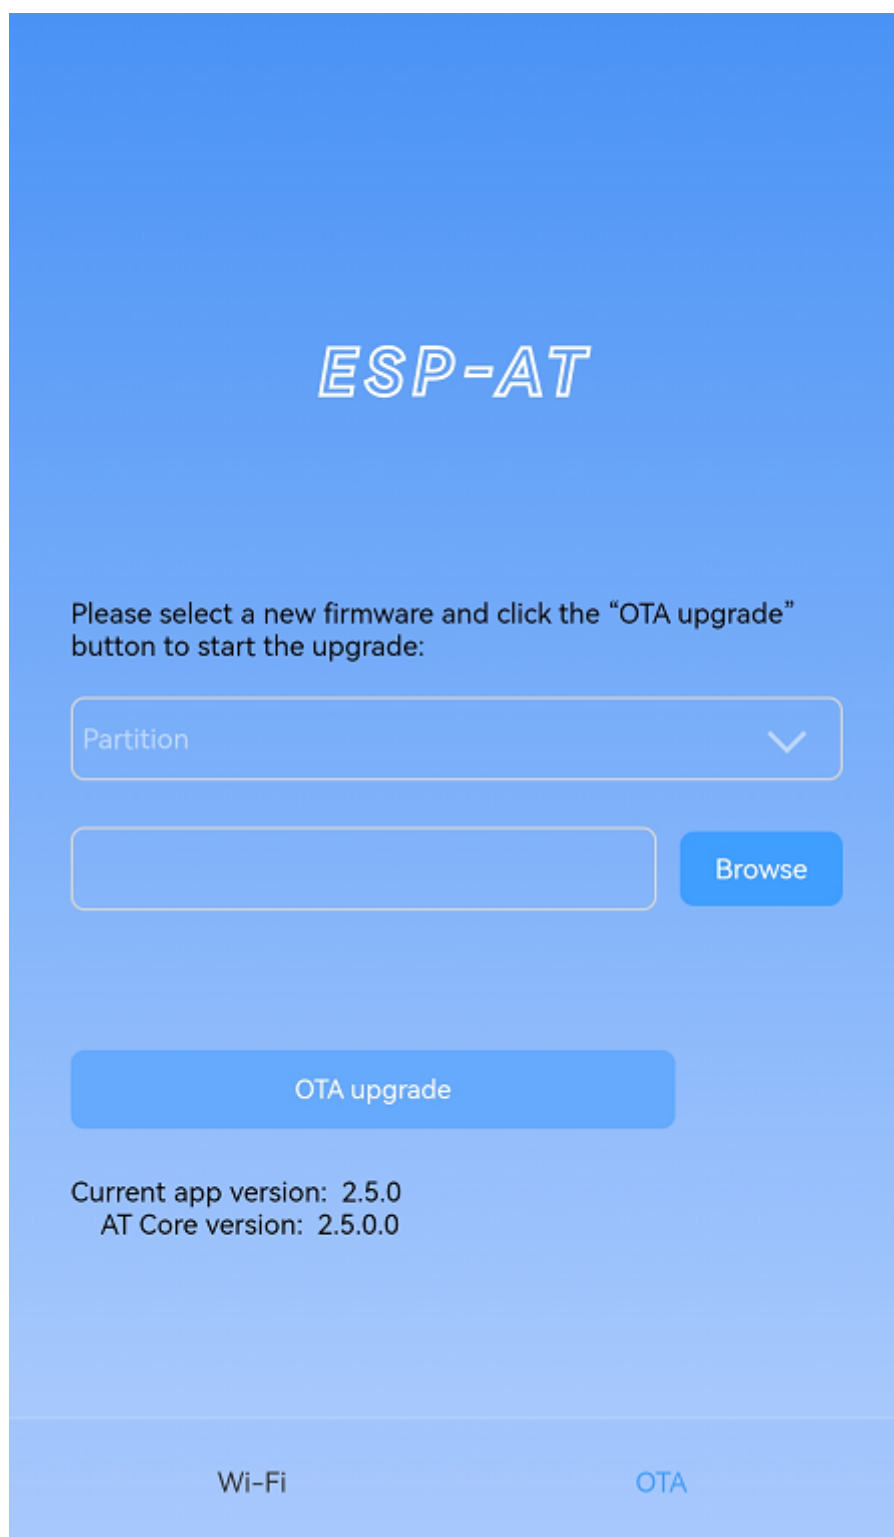 ESP-AT
Please select a new firmware and click the “OTA upgrade”
button to start the upgrade:
Partition
Browse
OTA upgrade
Current app version: 2.5.0
AT Core version: 2.5.0.0
Wi-Fi
OTA